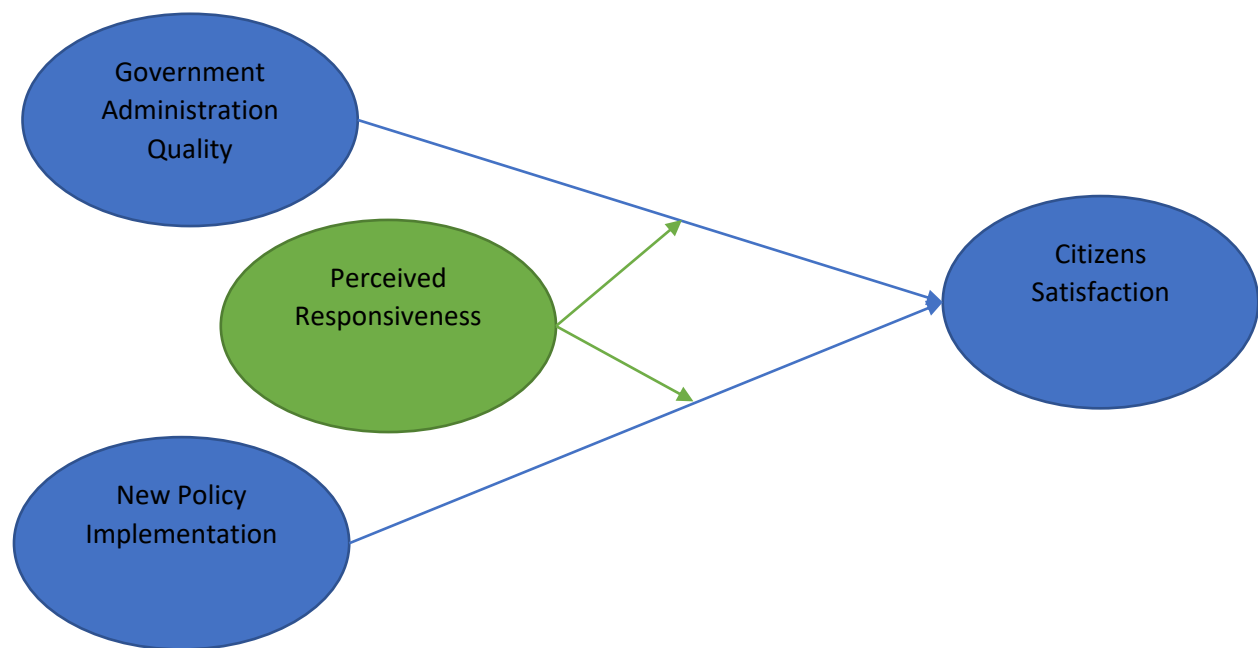 Government
Administration
Quality
Perceived
Responsiveness
Citizens
Satisfaction
New Policy
Implementation